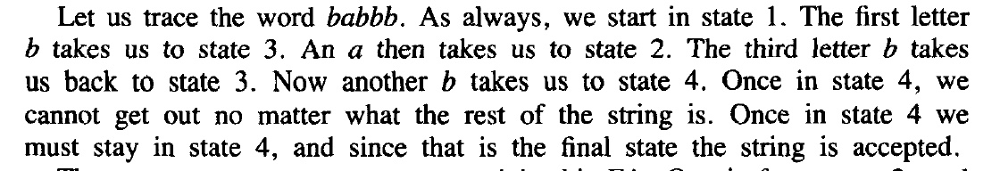 Let us trace the word babbb. As always, we start in state 1. The first letter
b takes us to state 3. An a then takes us to state 2. The third letter b takes
us back to state 3. Now another b takes us to state 4. Once in state 4, we
cannot get out no matter what the rest of the string is. Once in state 4 we
must stay in state 4, and since that is the final state the string is accepted.